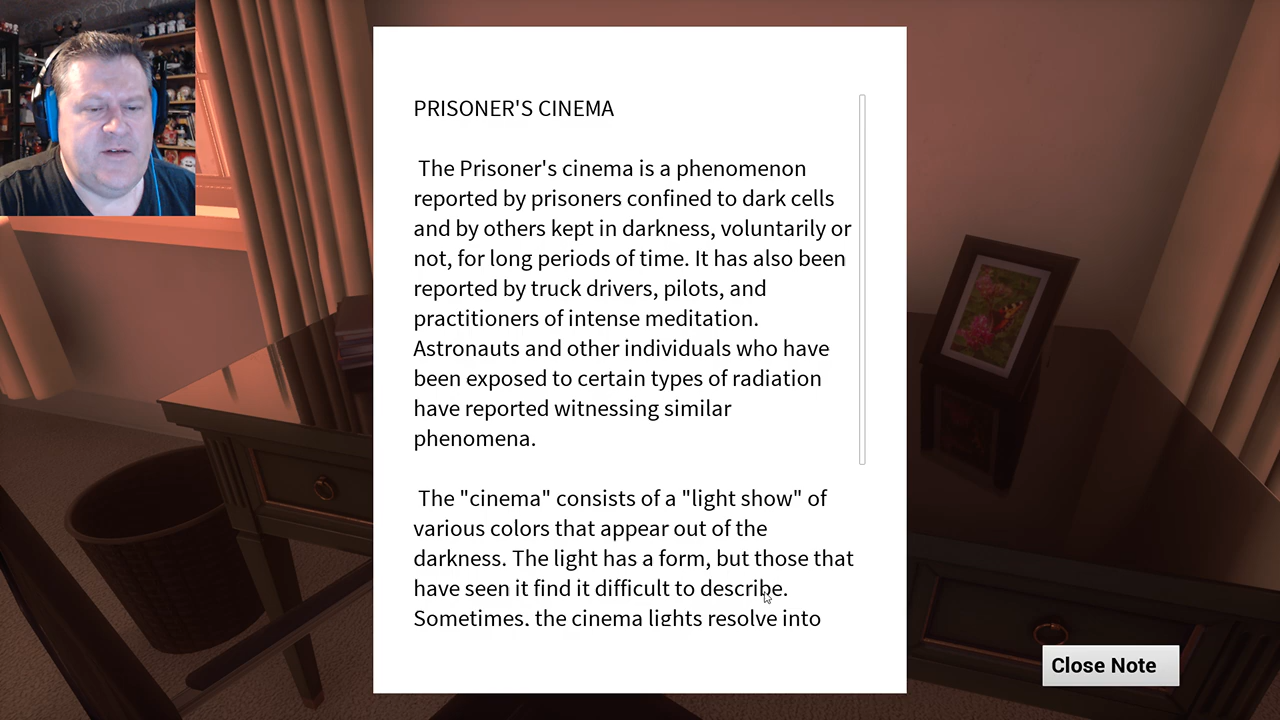 PRISONER'S CINEMA
The Prisoner's cinema is a phenomenon
reported by prisoners confined to dark cells
and by others kept in darkness, voluntarily or
not, for long periods of time. It has also been
reported by truck drivers, pilots, and
practitioners of intense meditation.
Astronauts and other individuals who have
been exposed to certain types of radiation
have reported witnessing similar
phenomena.
The "cinema" consists of a "light show" of
various colors that appear out of the
darkness. The light has a form, but those that
have seen it find it difficult to describe.
Sometimes, the cinema lights resolve into
Close Note